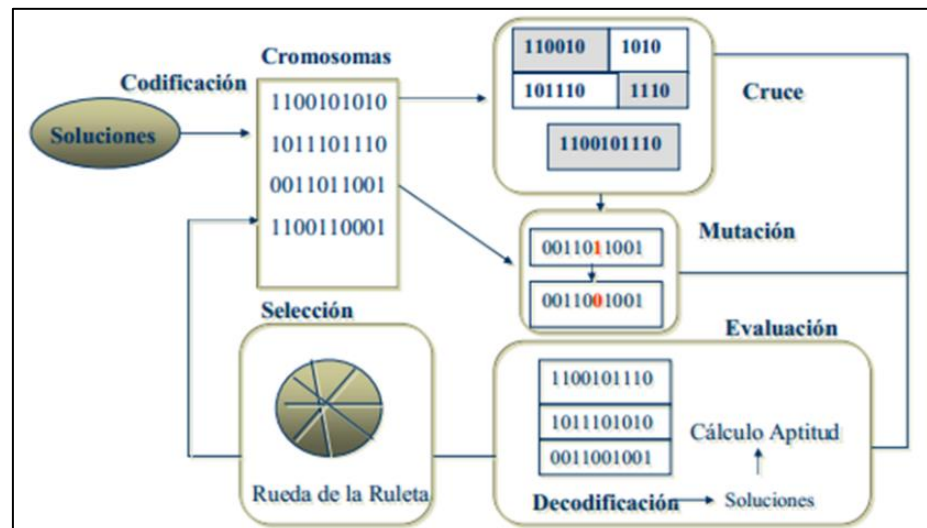 Codificación
Soluciones
Cromosomas
1100101010
1011101110
0011011001
1100110001
110010 1010
101110 1110
1100101110
Cruce
0011011001
0011001001
Mutación
Selección
Rueda de la Ruleta
Evaluación
1100101110
1011101010
0011001001
Cálculo Aptitud
Decodificación Soluciones